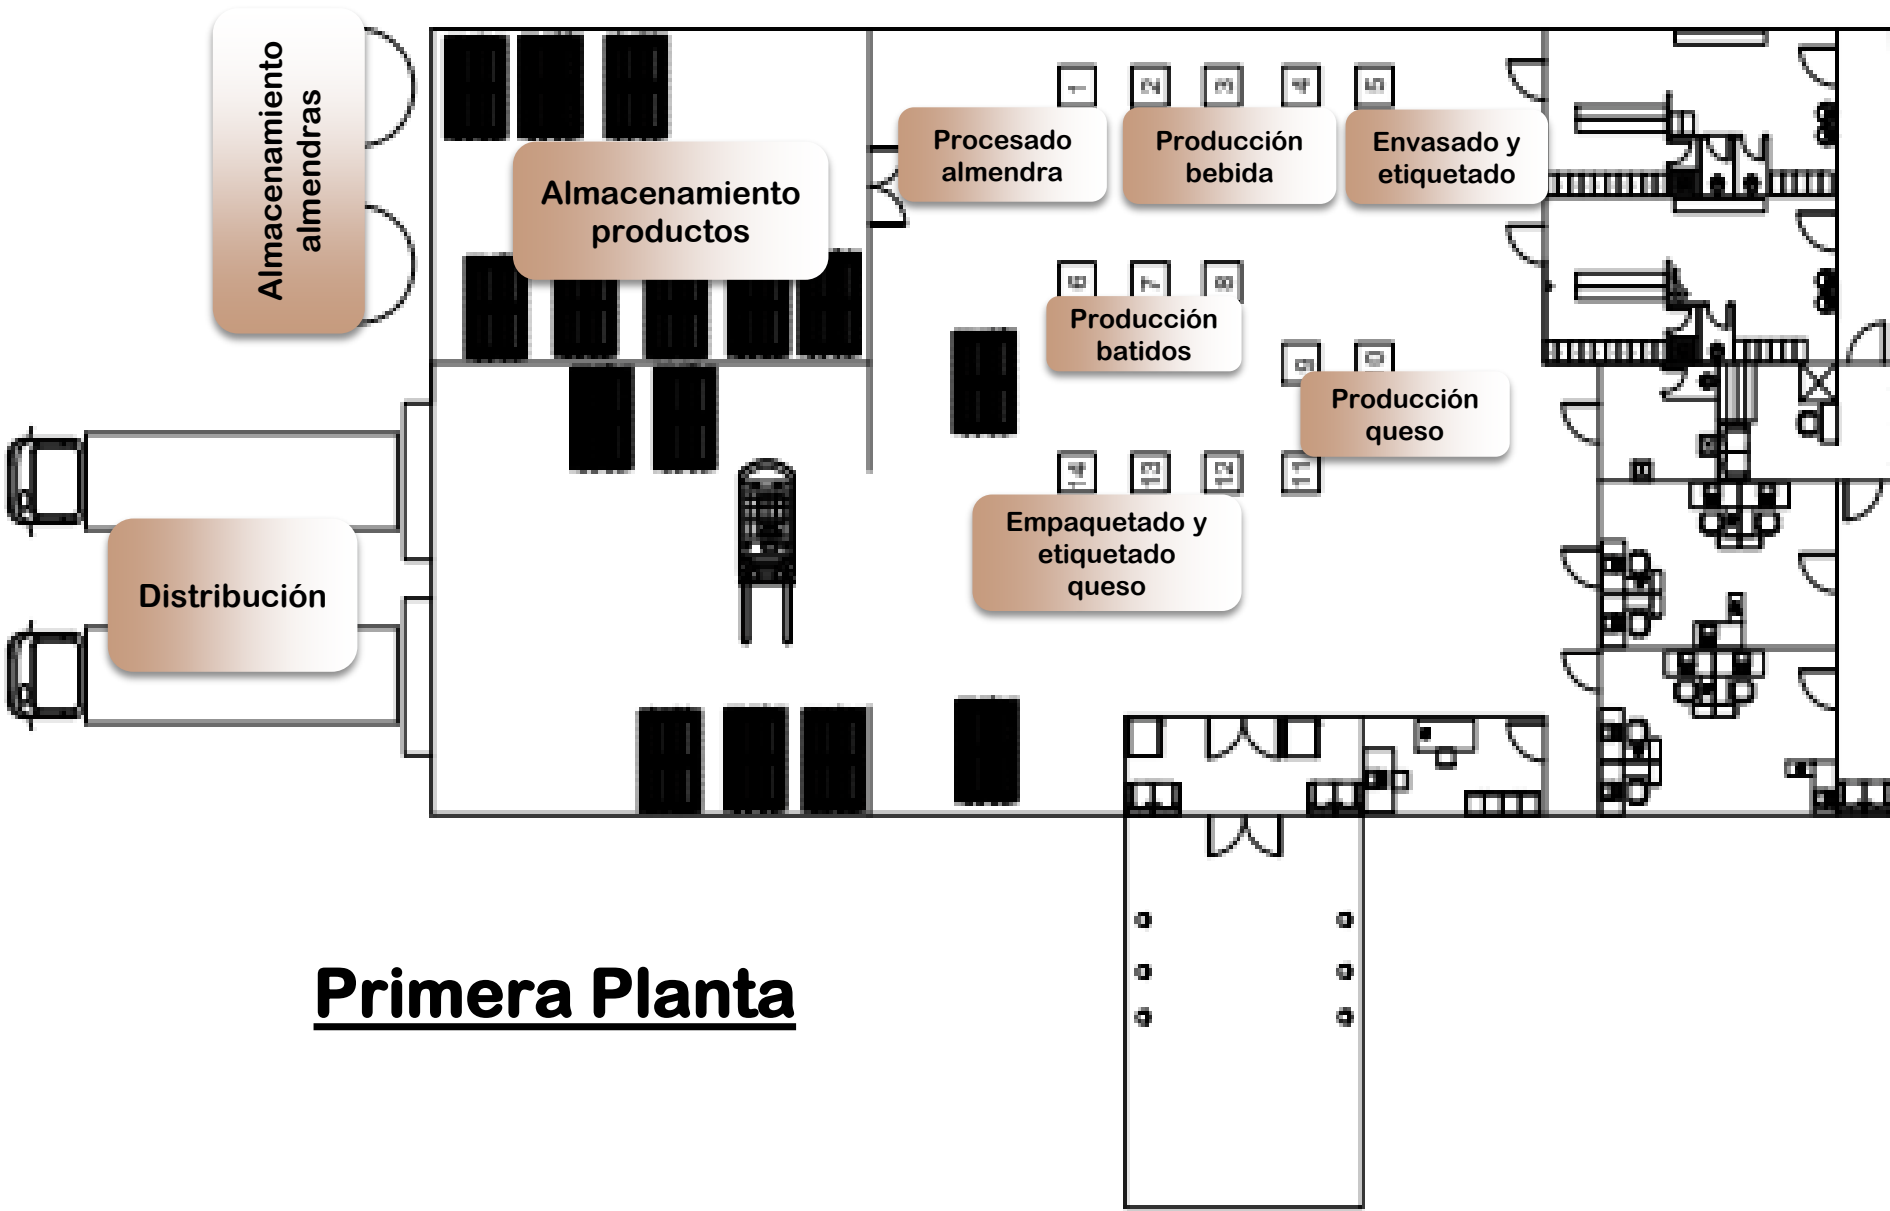 Almacenamiento
almendras
1
2
3
4
5
Procesado
almendra
Producción
bebida
Envasado y
etiquetado
Almacenamiento
productos
6
7
8
Producción
batidos
9
0
Producción
queso
14
13
12
11
Empaquetado y
etiquetado
queso
Distribución
Primera Planta